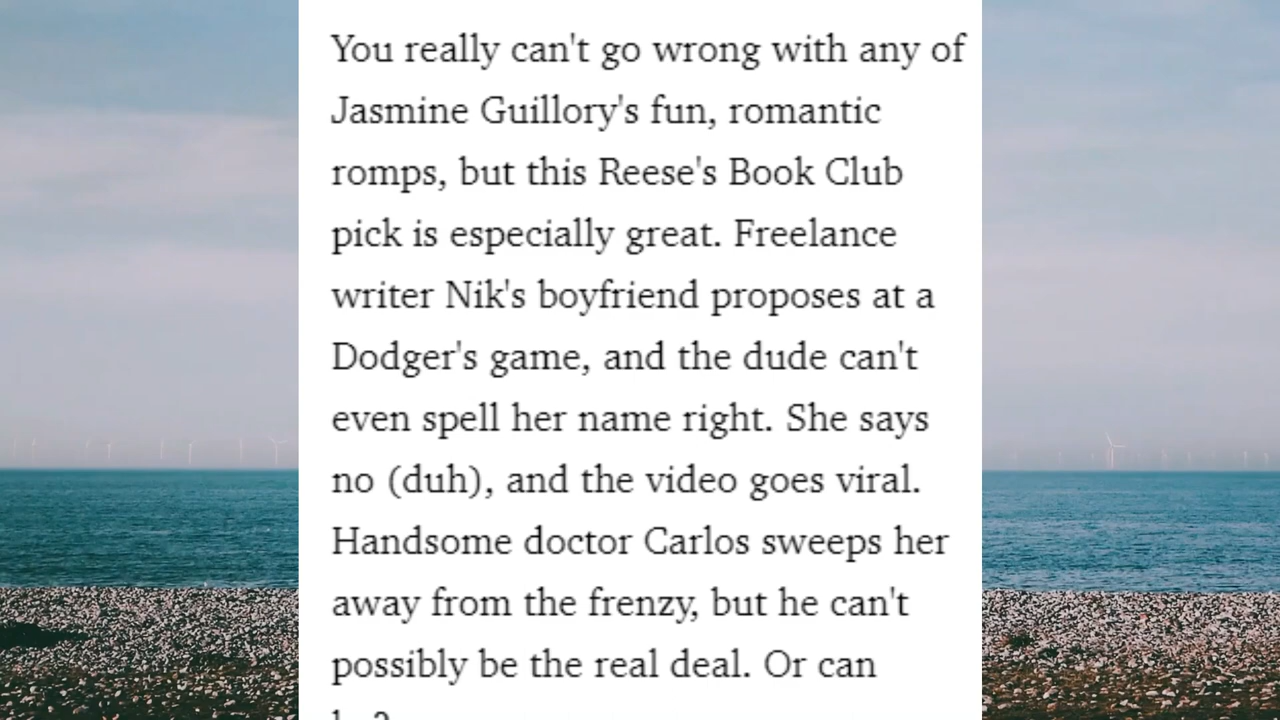 You really can't go wrong with any of
Jasmine Guillory's fun, romantic
romps, but this Reese's Book Club
pick is especially great. Freelance
writer Nik's boyfriend proposes at a
Dodger's game, and the dude can't
even spell her name right. She says
no (duh), and the video goes viral.
Handsome doctor Carlos sweeps her
away from the frenzy, but he can't
possibly be the real deal. Or can